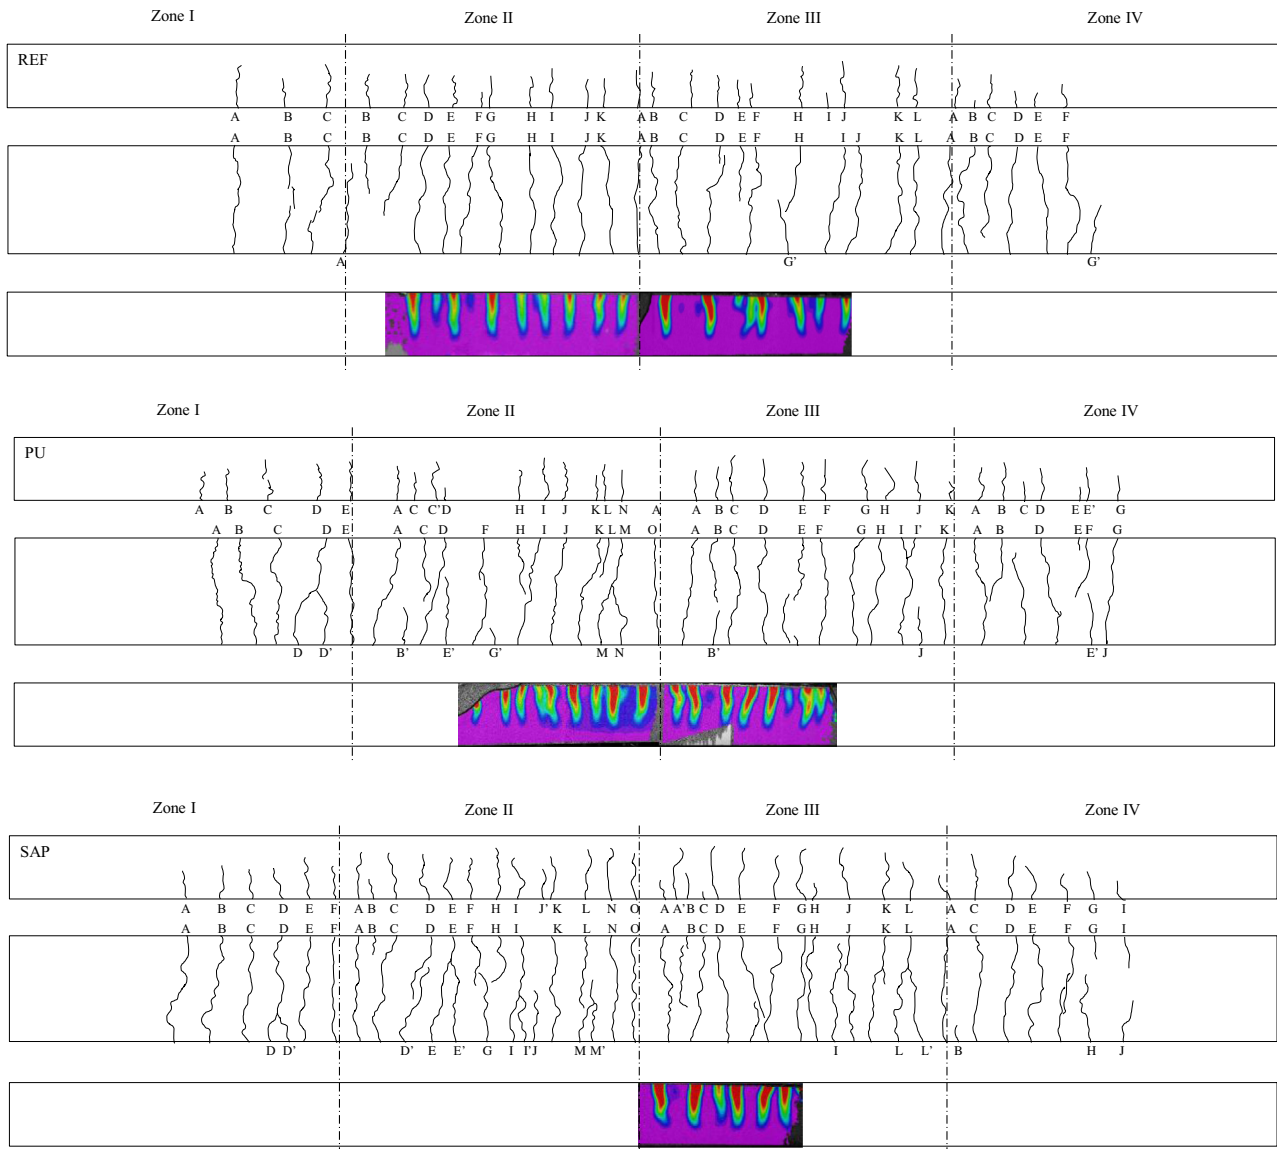 Zone I Zone II Zone III Zone IV
REF
A B C B C D E F G H I J K A B C D E F H I J K L A B C D E F
A B C B C D E F G H I J K A B C D E F H I J K L A B C D E F
A G' G'
Zone I Zone II Zone III Zone IV
PU
A B C D E A C C' D H I J K L N A A B C D E F G H J K A B C D E E' G
A B C D E A C D F H I J K L M O A B C D E F G H I I' K A B D E F G
D D' B' E' G' M N B' J E' J
Zone I Zone II Zone III Zone IV
SAP
A B C D E F A B C D E F H I J' K L N O A A' B C D E F G H J K L A C D E F G I
A B C D E F A B C D E F H I K L N O A B C D E F G H J K L A C D E F G I
D D' D' E E' G I I' J M M' I L L' B H J